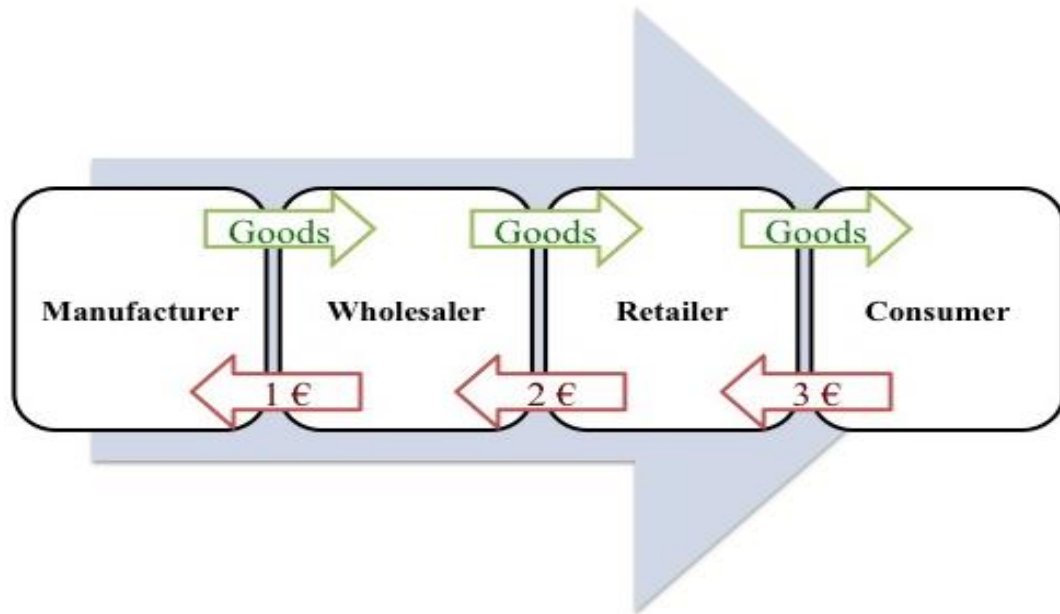 Goods
Goods
Goods
Manufacturer
Wholesaler
Retailer
Consumer
1 €
2 €
3 €